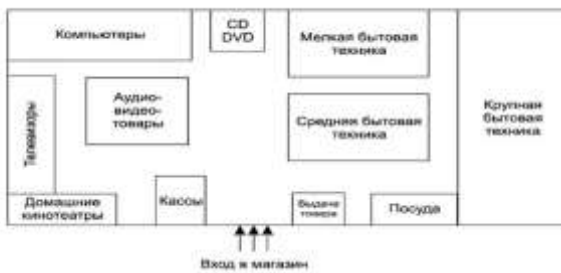 Компьютеры
CD
DVD
Мелкая бытовая
техника
Телевизоры
Аудио-
видео-
товары
Средняя бытовая
техника
Крупная
бытовая
техника
Домашние
кинотеатры
Кассы
Выдача
товара
Посуда
Вход в магазин